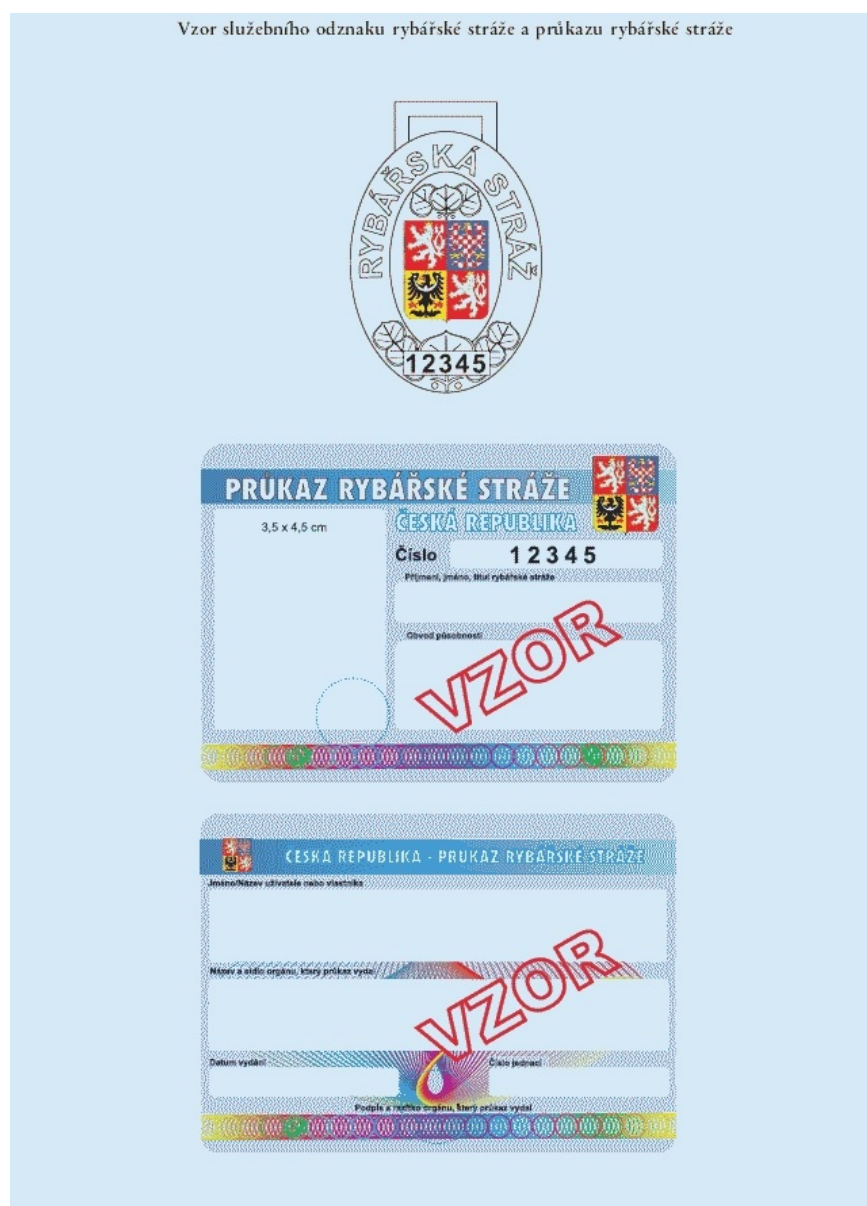 Vzor služebního odznaku rybářské stráže a průkazu rybářské stráže
RYBÁŘSKÁ STRÁŽ
12345
PRŮKAZ RYBÁŘSKÉ STRÁŽE
ČESKÁ REPUBLIKA
3,5 x 4,5 cm
Číslo 12345
Příjmení, jméno, titul rybářské stráže
Obvod působnosti
VZOR
ČESKÁ REPUBLIKA - PRŮKAZ RYBÁŘSKÉ STRÁŽE
Jméno/Název uživatele nebo vlastníka
Název a sídlo orgánu, který průkaz vydal
VZOR
Datum vydání
Číslo jednací
Podpis a razítko orgánu, který průkaz vydal